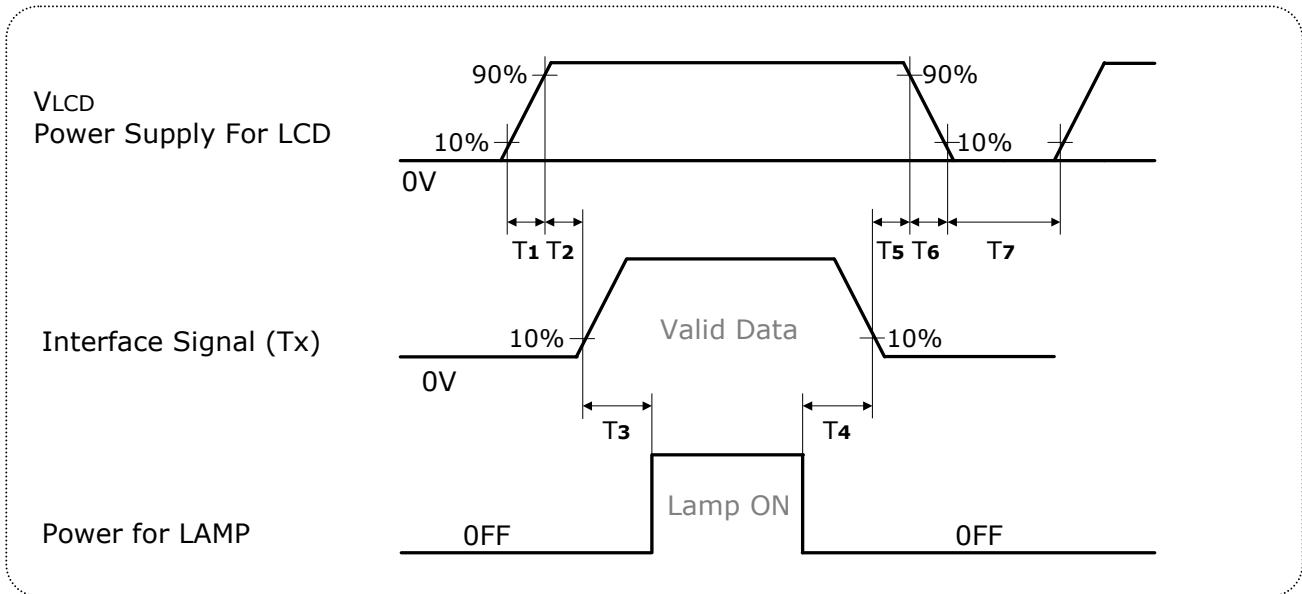 90% 90%
VLCD
Power Supply For LCD
10% 10%
0V
T1 T2 T5 T6 T7
Valid Data
Interface Signal (Tx) 10% 10%
0V
T3 T4
Lamp ON
Power for LAMP 0FF 0FF